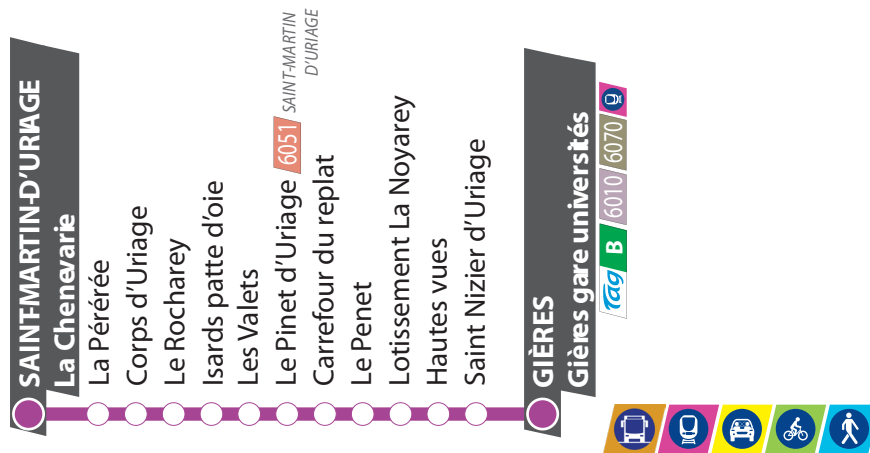 SAINT-MARTIN-D'URIAGE
La Chenevarie
La Pérérée
Corps d'Uriage
Le Rocharey
Isards patte d'oie
Les Valets
Le Pinet d'Uriage 6051 SAINT-MARTIN
D'URIAGE
Carrefour du replat
Le Penet
Lotissement La Noyarey
Hautes vues
Saint Nizier d'Uriage
GIÈRES
Gières gare universités
Tag B 6010 6070